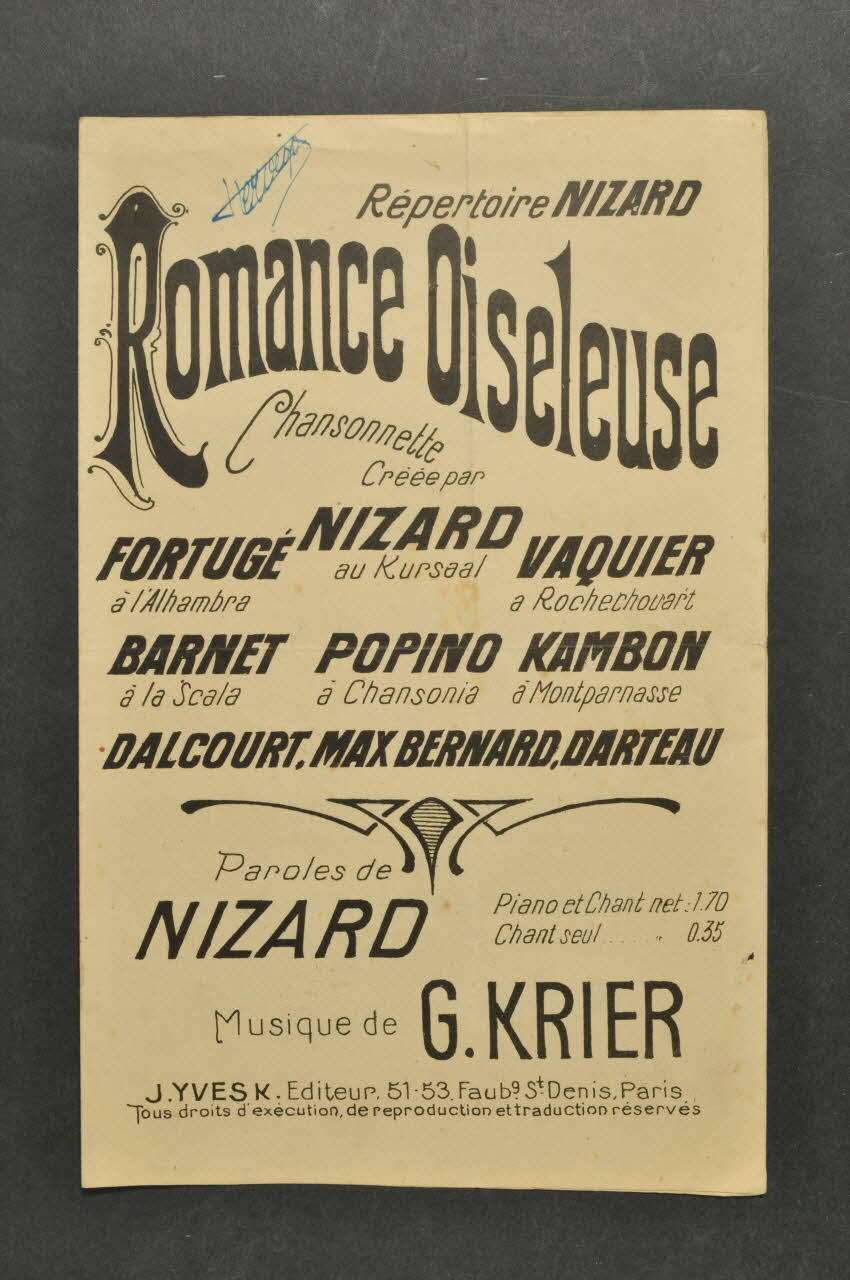 Répertoire NIZARD
Romance Oiseleuse
Chansonnette
Créée par
FORTUGÉ NIZARD VAQUIER
à l'Alhambra au Kursaal a Rochechouart
BARNET POPINO KAMBON
à la Scala à Chansonia à Montparnasse
DALCOURT, MAX BERNARD, DARTEAU
Paroles de
NIZARD
Piano et Chant net: 1.70
Chant seul ..... " 0.35
Musique de G. KRIER
J. YVES K. Editeur. 51-53. Faubg St Denis, Paris
Tous droits d'exécution, de reproduction et traduction réservés